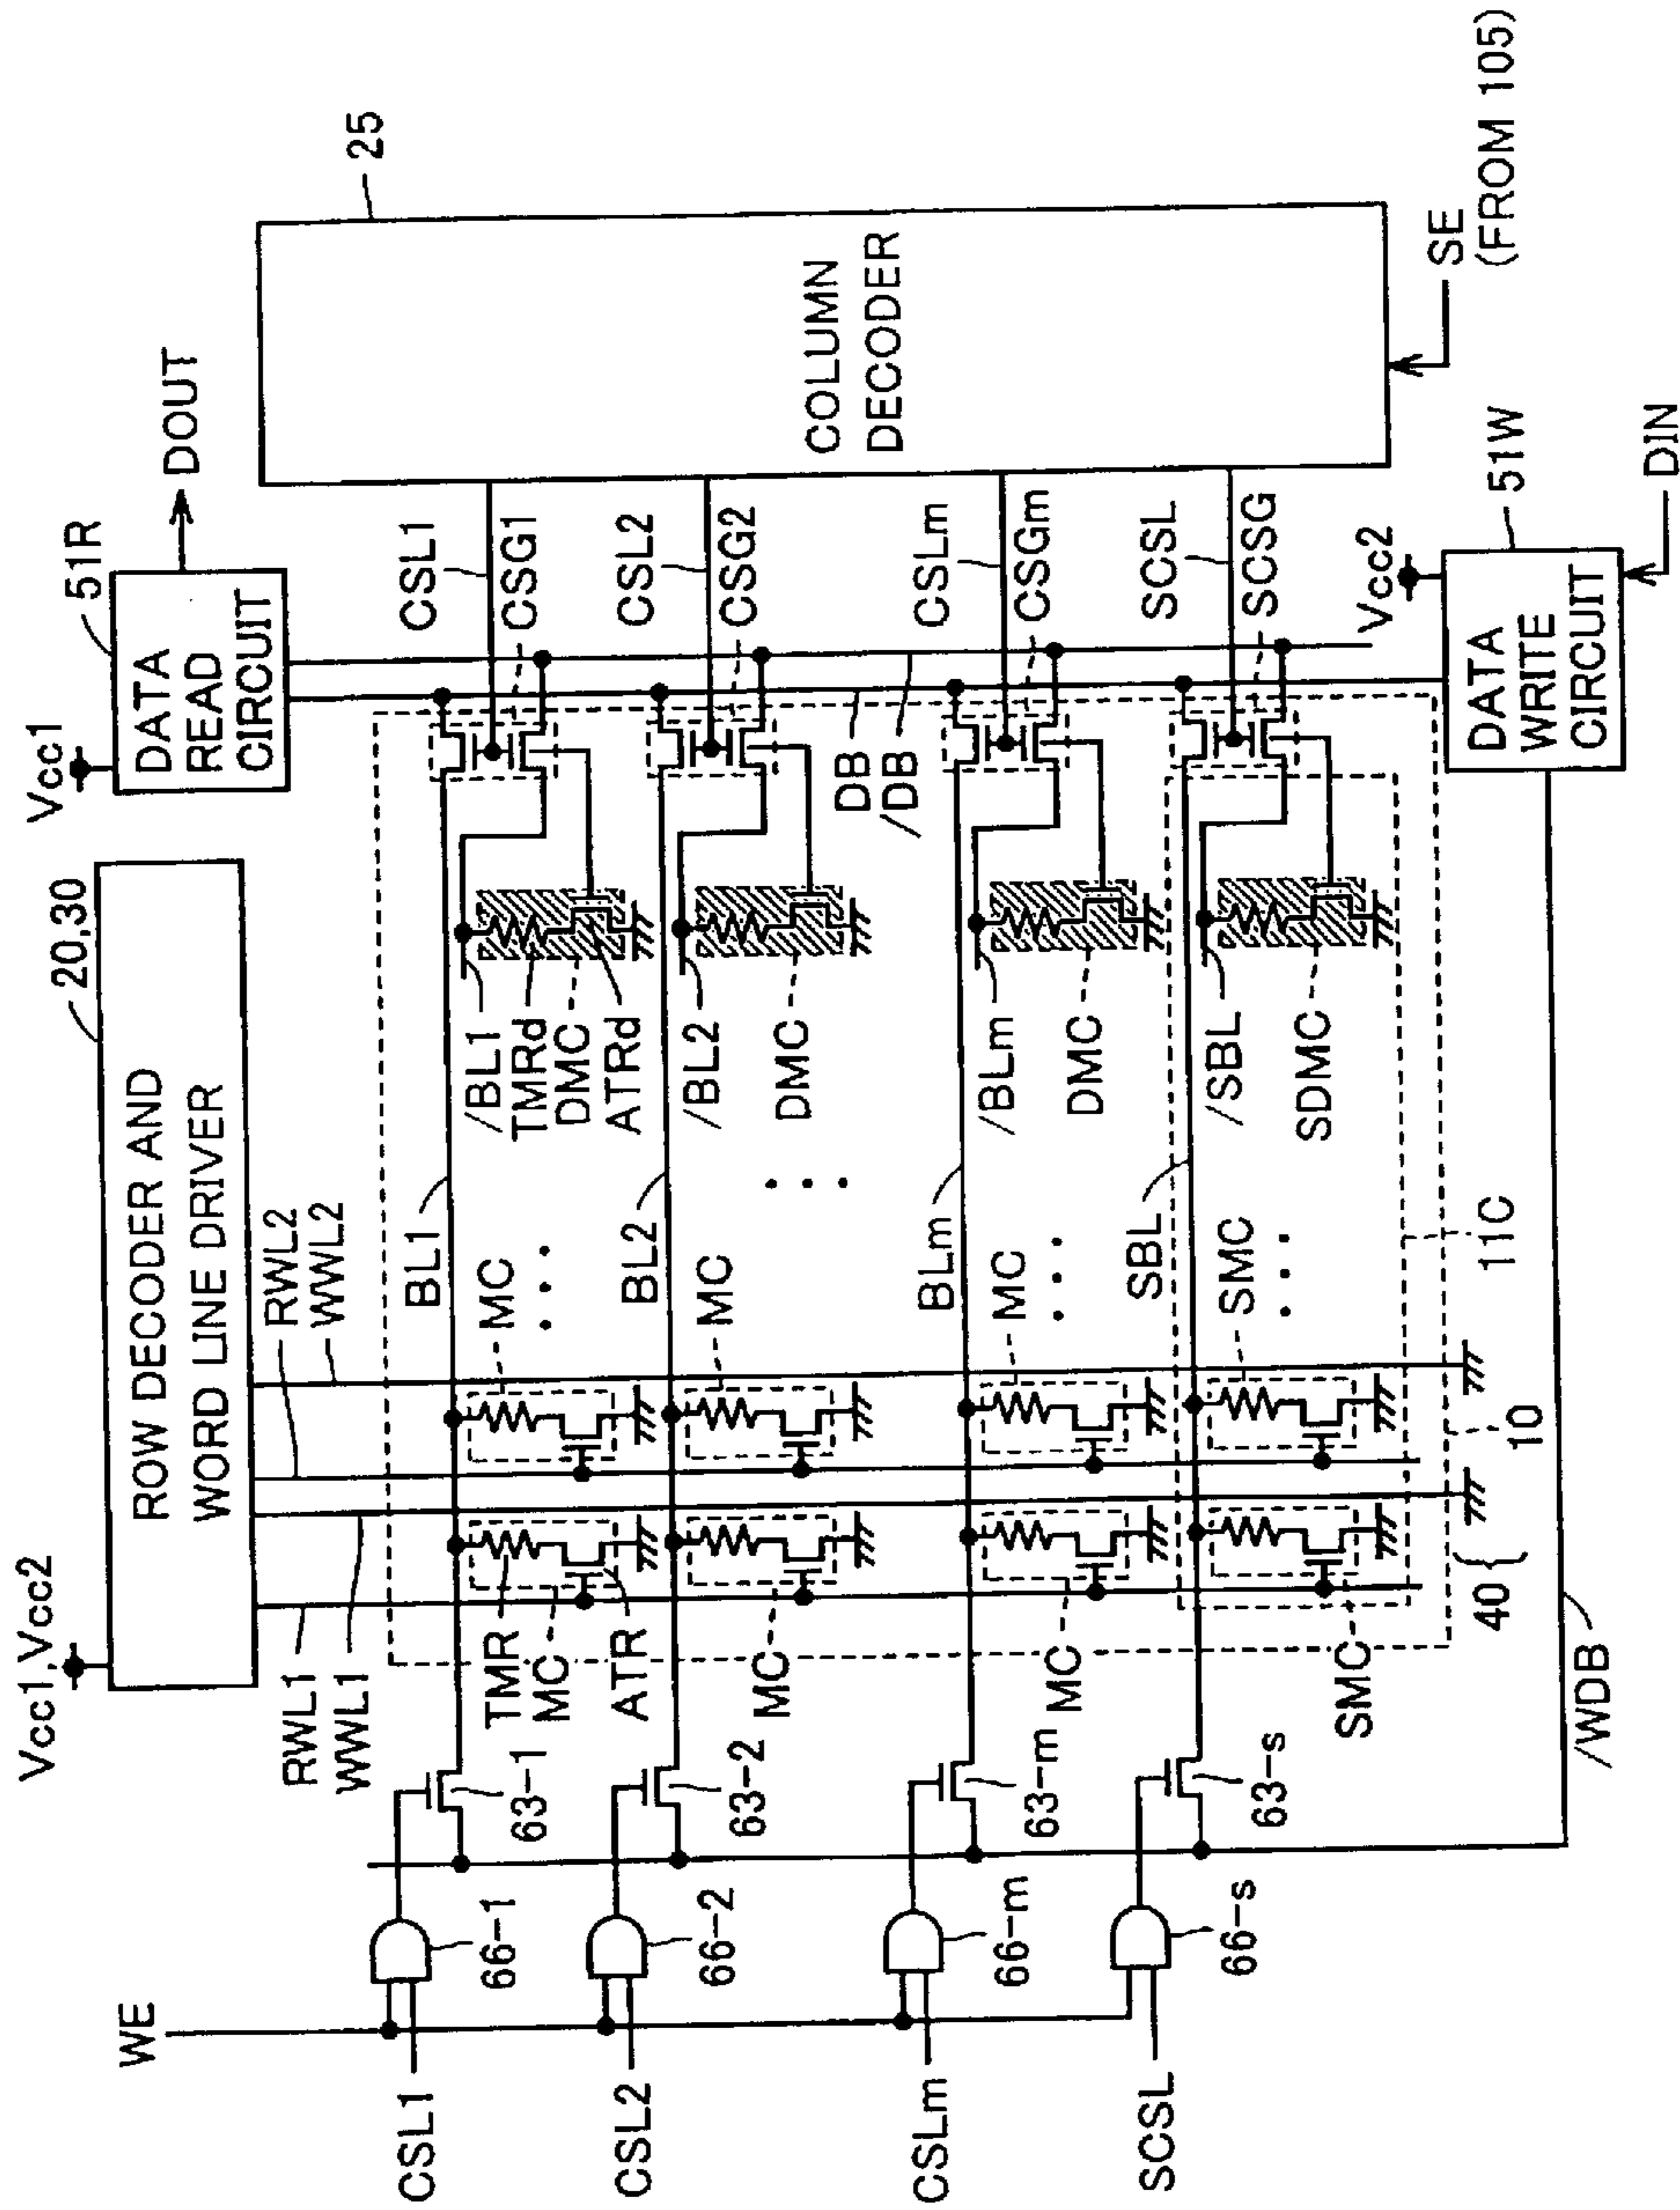 Vcc1,Vcc2
20,30
ROW DECODER AND
WORD LINE DRIVER
Vcc1
51R
DATA
READ
CIRCUIT
DOUT
25
COLUMN
DECODER
SE
(FROM 105)
RWL1
WWL1
RWL2
WWL2
WE
CSL1
66-1
63-1
BL1
TMR
MC
ATR
MC
/BL1
TMRd
DMC
ATRd
CSL1
CSG1
CSL2
66-2
63-2
BL2
MC
MC
/BL2
DMC
CSL2
CSG2
DB
/DB
CSLm
66-m
63-m
BLm
MC
MC
/BLm
DMC
CSLm
CSGm
SCSL
66-s
63-s
SBL
SMC
SMC
/SBL
SDMC
SCSL
SCSG
Vcc2
51W
DATA
WRITE
CIRCUIT
DIN
/WDB
40
10
11C